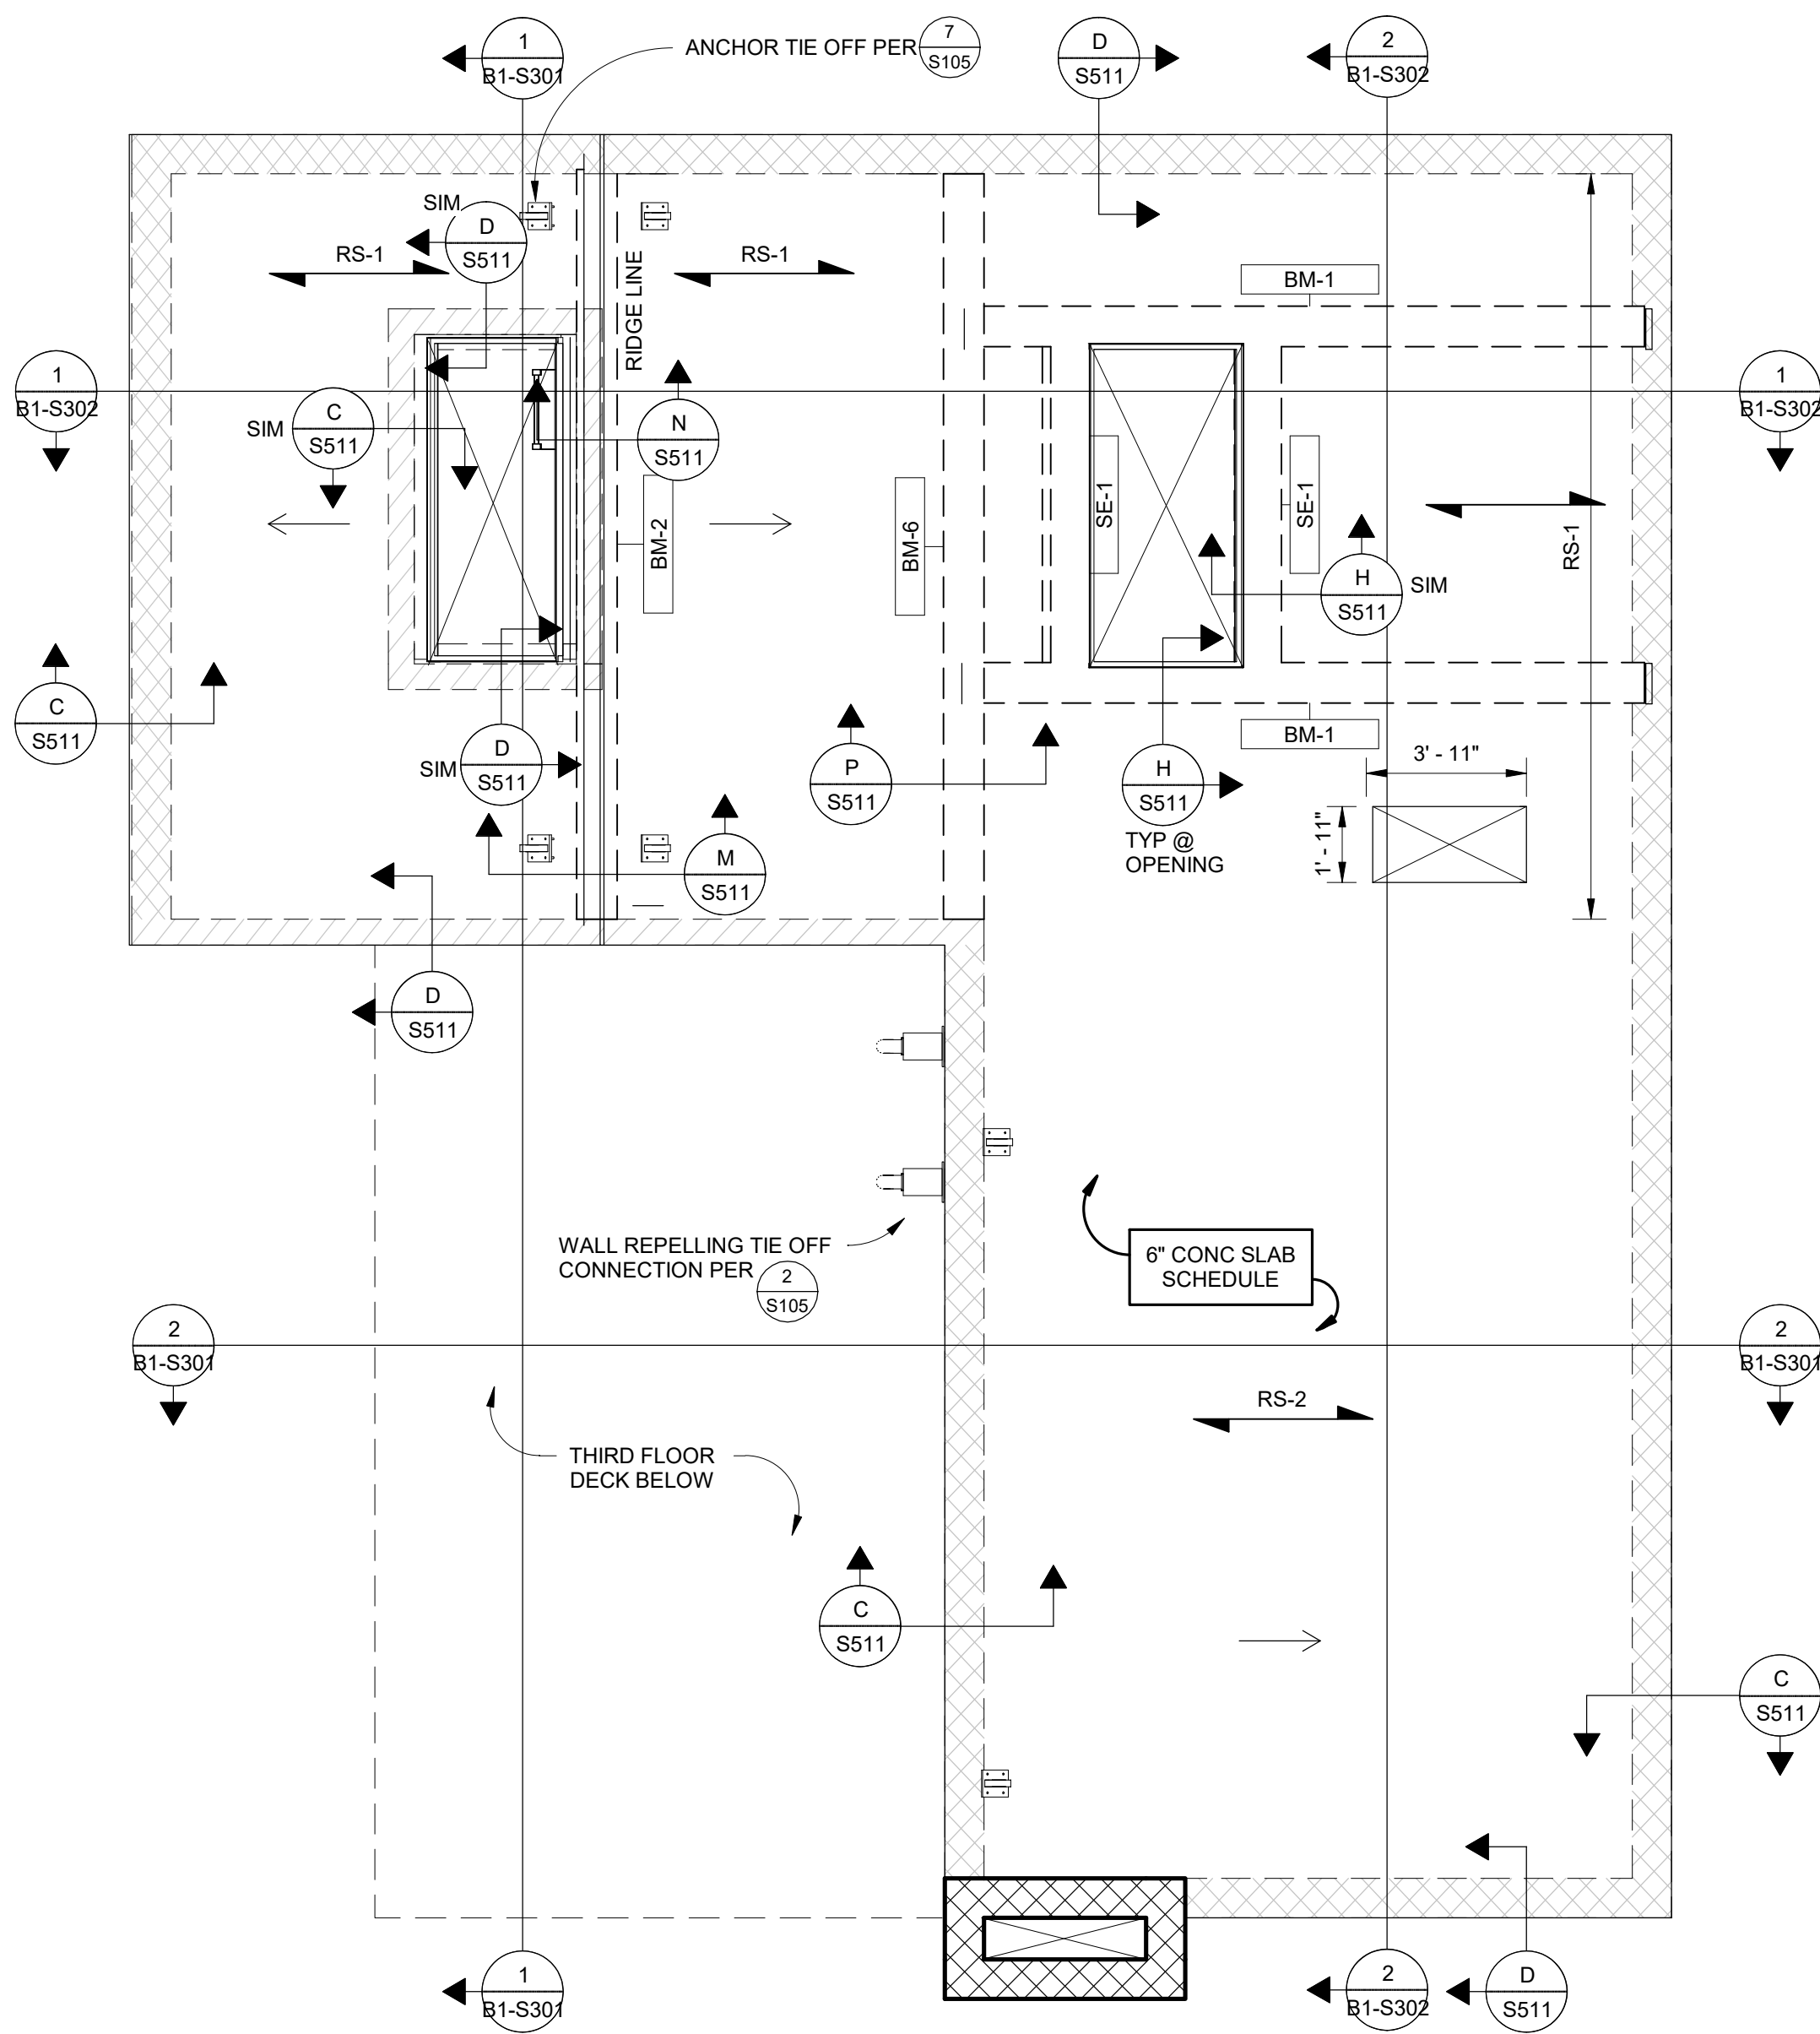 1
B1-S301
ANCHOR TIE OFF PER
7
S105
D
S511
2
B1-S302
SIM
D
S511
RS-1
RIDGE LINE
RS-1
BM-1
1
B1-S302
SIM
C
S511
N
S511
1
B1-S302
BM-2
BM-6
SE-1
SE-1
RS-1
H
S511
SIM
C
S511
SIM
D
S511
P
S511
H
S511
TYP @
OPENING
BM-1
3' - 11"
1' - 11"
M
S511
D
S511
WALL REPELLING TIE OFF
CONNECTION PER
2
S105
6" CONC SLAB
SCHEDULE
2
B1-S301
2
B1-S301
RS-2
THIRD FLOOR
DECK BELOW
C
S511
C
S511
1
B1-S301
2
B1-S302
D
S511